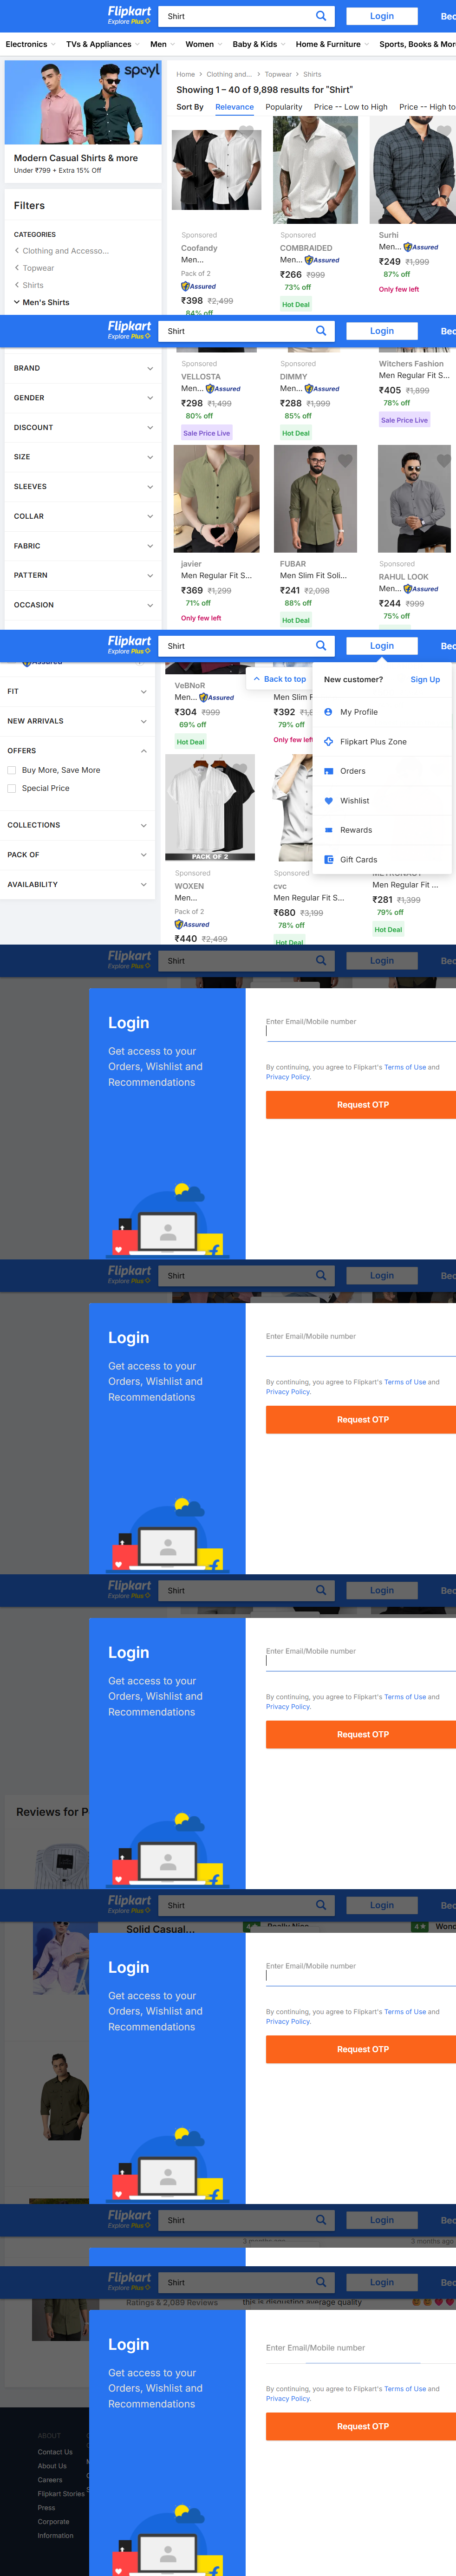 Flipkart
Explore Plus
Shirt
Login
Electronics
TVs & Appliances
Men
Women
Baby & Kids
Home & Furniture
spoyl
Modern Casual Shirts & more
Under ₹799 + Extra 15% Off
Home
Clothing and...
Topwear
Shirts
Showing 1 – 40 of 9,898 results for "Shirt"
Sort By
Relevance
Popularity
Price -- Low to High
Filters
CATEGORIES
Clothing and Accesso...
Topwear
Shirts
Men's Shirts
Sponsored
Coofandy
Men...
Pack of 2
Assured
₹398 ₹2,499
84% off
Sponsored
COMBRAIDED
Men... Assured
₹266 ₹999
73% off
Hot Deal
Surhi
Men... Assured
₹249 ₹1,999
87% off
Only few left
Flipkart
Explore Plus
Shirt
Login
BRAND
GENDER
DISCOUNT
SIZE
SLEEVES
COLLAR
FABRIC
PATTERN
OCCASION
Sponsored
VELLOSTA
Men... Assured
₹298 ₹1,499
80% off
Sale Price Live
Sponsored
DIMMY
Men... Assured
₹288 ₹1,999
85% off
Hot Deal
Witchers Fashion
Men Regular Fit S...
₹405 ₹1,899
78% off
Sale Price Live
javier
Men Regular Fit S...
₹369 ₹1,299
71% off
Only few left
FUBAR
Men Slim Fit Soli...
₹241 ₹2,098
88% off
Hot Deal
Sponsored
RAHUL LOOK
Men... Assured
₹244 ₹999
75% off
Flipkart
Explore Plus
Shirt
Login
Assured
FIT
NEW ARRIVALS
OFFERS
Buy More, Save More
Special Price
COLLECTIONS
PACK OF
AVAILABILITY
VeBNoR
Men... Assured
₹304 ₹999
69% off
Hot Deal
Back to top
Men Slim F
₹392
79% off
Only few left
New customer?
Sign Up
My Profile
Flipkart Plus Zone
Orders
Wishlist
Rewards
Gift Cards
PACK OF 2
Sponsored
WOXEN
Men...
Pack of 2
Assured
₹440 ₹2,499
Sponsored
cvc
Men Regular Fit S...
₹680 ₹3,199
78% off
Hot Deal
Men Regular Fit ...
₹281 ₹1,399
79% off
Hot Deal
Flipkart
Explore Plus
Shirt
Login
Login
Get access to your
Orders, Wishlist and
Recommendations
Enter Email/Mobile number
By continuing, you agree to Flipkart's Terms of Use and
Privacy Policy.
Request OTP
Flipkart
Explore Plus
Shirt
Login
Login
Get access to your
Orders, Wishlist and
Recommendations
Enter Email/Mobile number
By continuing, you agree to Flipkart's Terms of Use and
Privacy Policy.
Request OTP
Flipkart
Explore Plus
Shirt
Login
Login
Get access to your
Orders, Wishlist and
Recommendations
Enter Email/Mobile number
By continuing, you agree to Flipkart's Terms of Use and
Privacy Policy.
Request OTP
Reviews for P
Flipkart
Explore Plus
Shirt
Login
Solid Casual...
Login
Get access to your
Orders, Wishlist and
Recommendations
Enter Email/Mobile number
By continuing, you agree to Flipkart's Terms of Use and
Privacy Policy.
Request OTP
Flipkart
Explore Plus
Shirt
Login
3 months ago
Flipkart
Explore Plus
Shirt
Login
Ratings & 2,089 Reviews
this is disgusting average quality
Login
Get access to your
Orders, Wishlist and
Recommendations
Enter Email/Mobile number
By continuing, you agree to Flipkart's Terms of Use and
Privacy Policy.
Request OTP
ABOUT
Contact Us
About Us
Careers
Flipkart Stories
Press
Corporate
Information